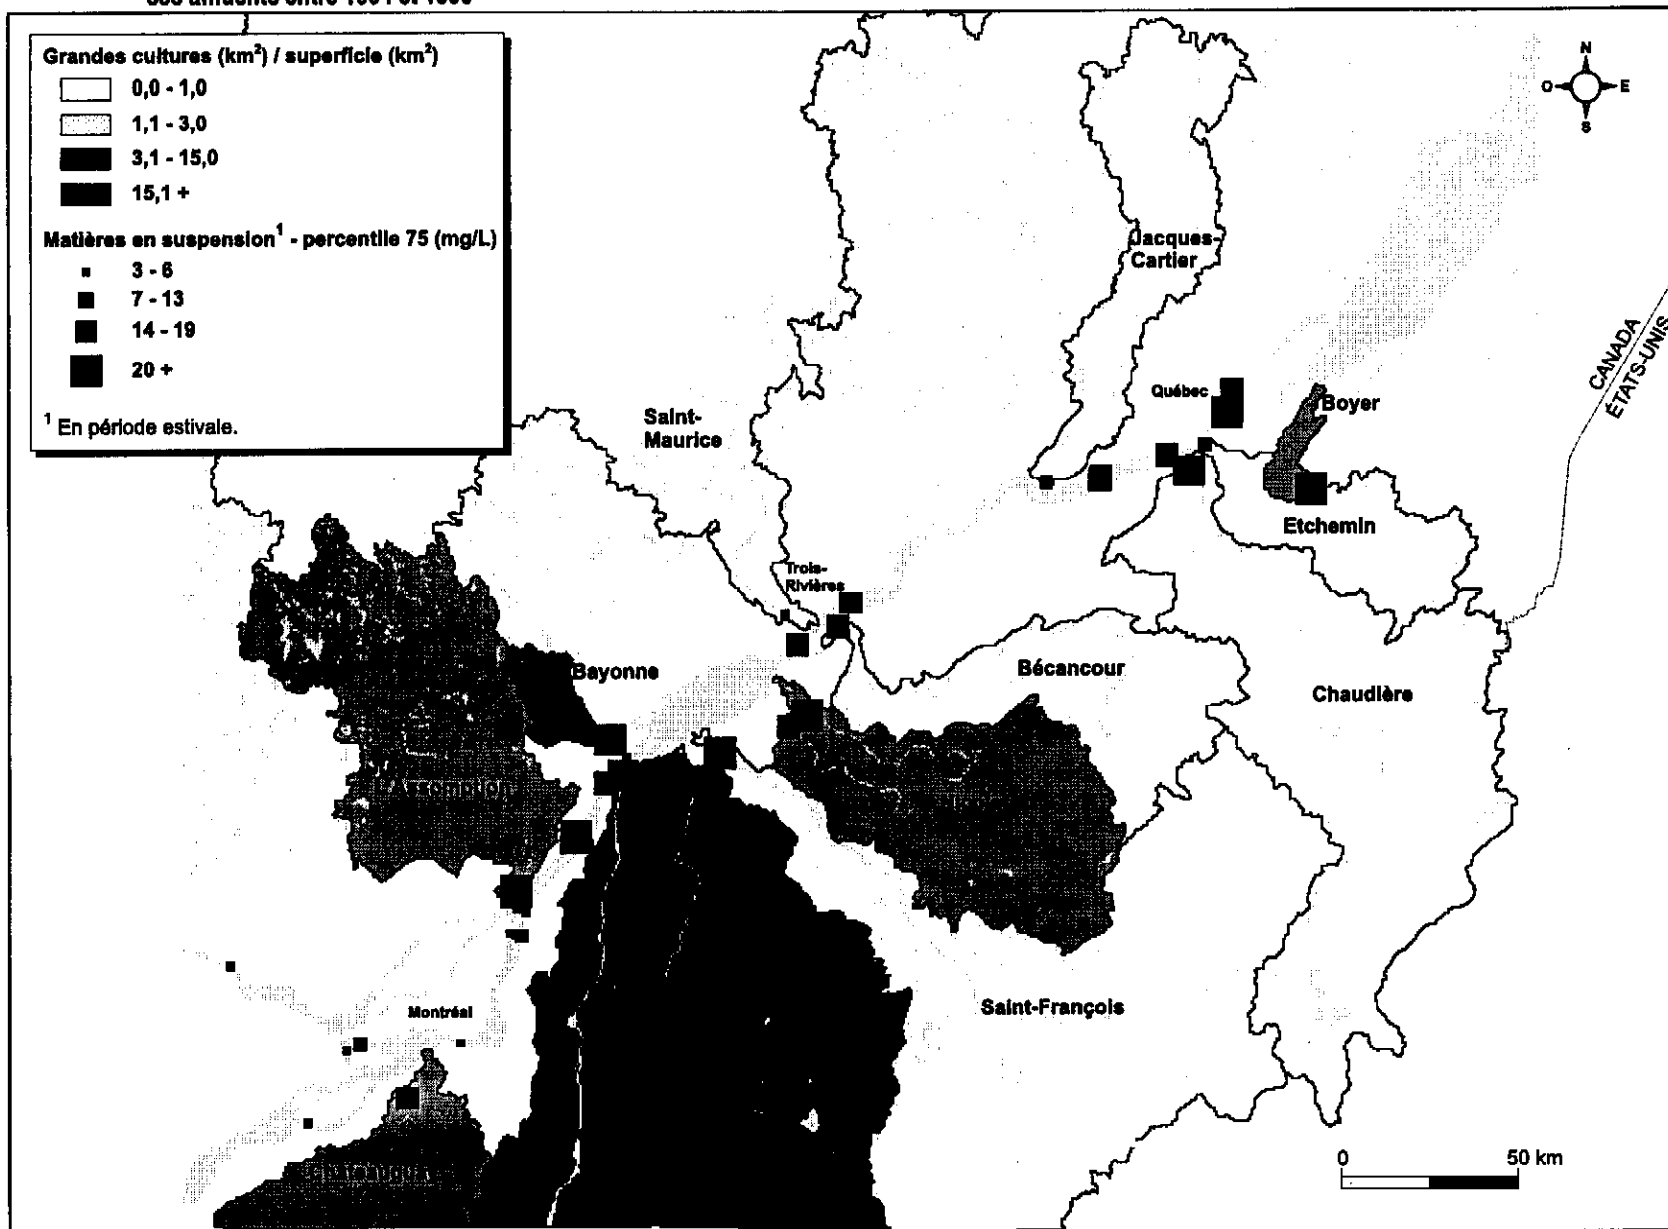 Grandes cultures (km²) / superficie (km²)
0,0 - 1,0
1,1 - 3,0
3,1 - 15,0
15,1 +
Matières en suspension¹ - percentile 75 (mg/L)
3 - 6
7 - 13
14 - 19
20 +
¹ En période estivale.
N
O E
S
Jacques-
Cartier
CANADA
ÉTATS-UNIS
Québec
Boyer
Saint-
Maurice
Etchemin
Trois-
Rivières
Bayonne
Bécancour
Chaudière
Assomption
Saint-François
Montréal
Châteauguay
0 50 km